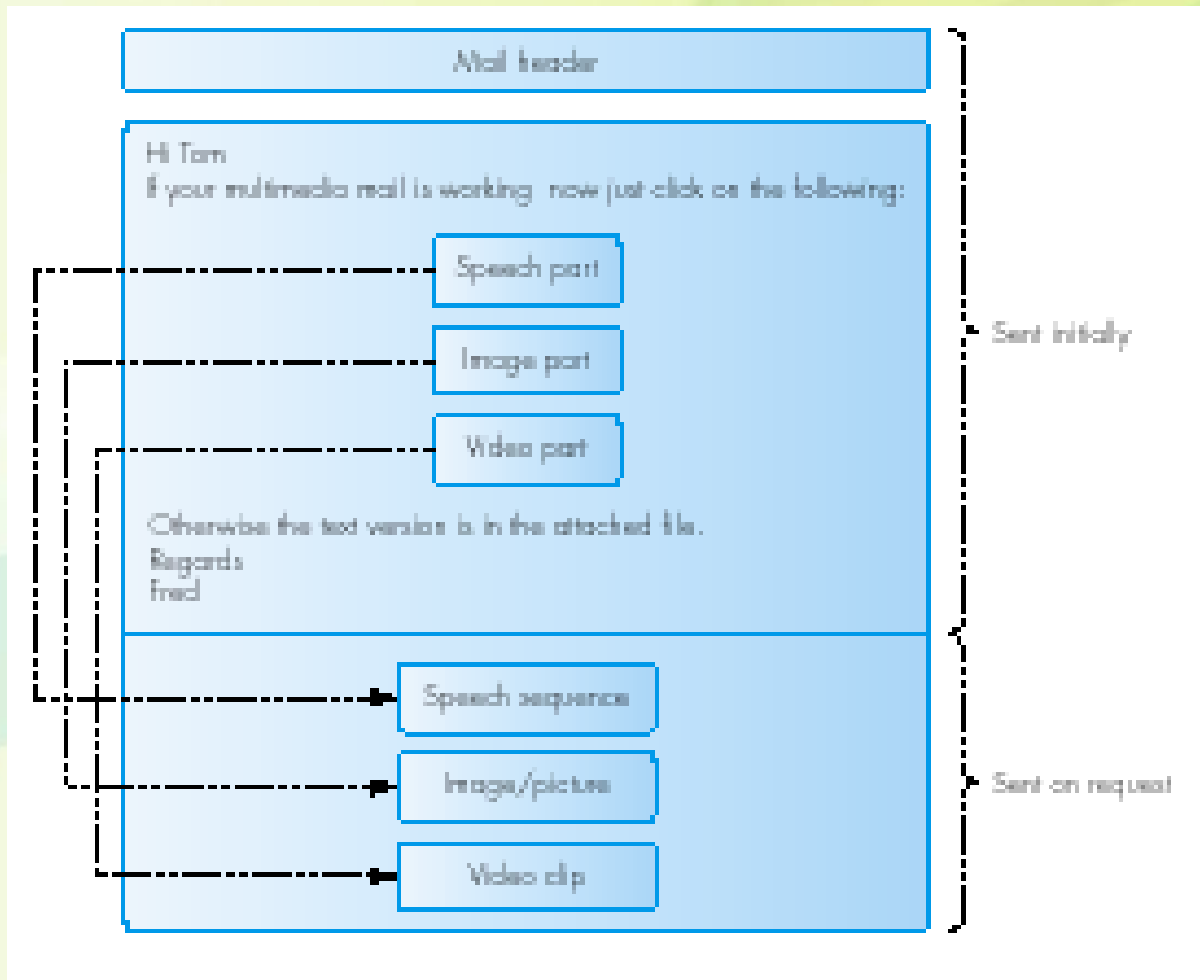 Mail header
Hi Tom
If your multimedia mail is working now just click on the following:
Speech part
Image part
Video part
Sent initially
Otherwise the text version is in the attached file.
Regards
Fred
Speech sequence
Image/picture
Sent on request
Video clip